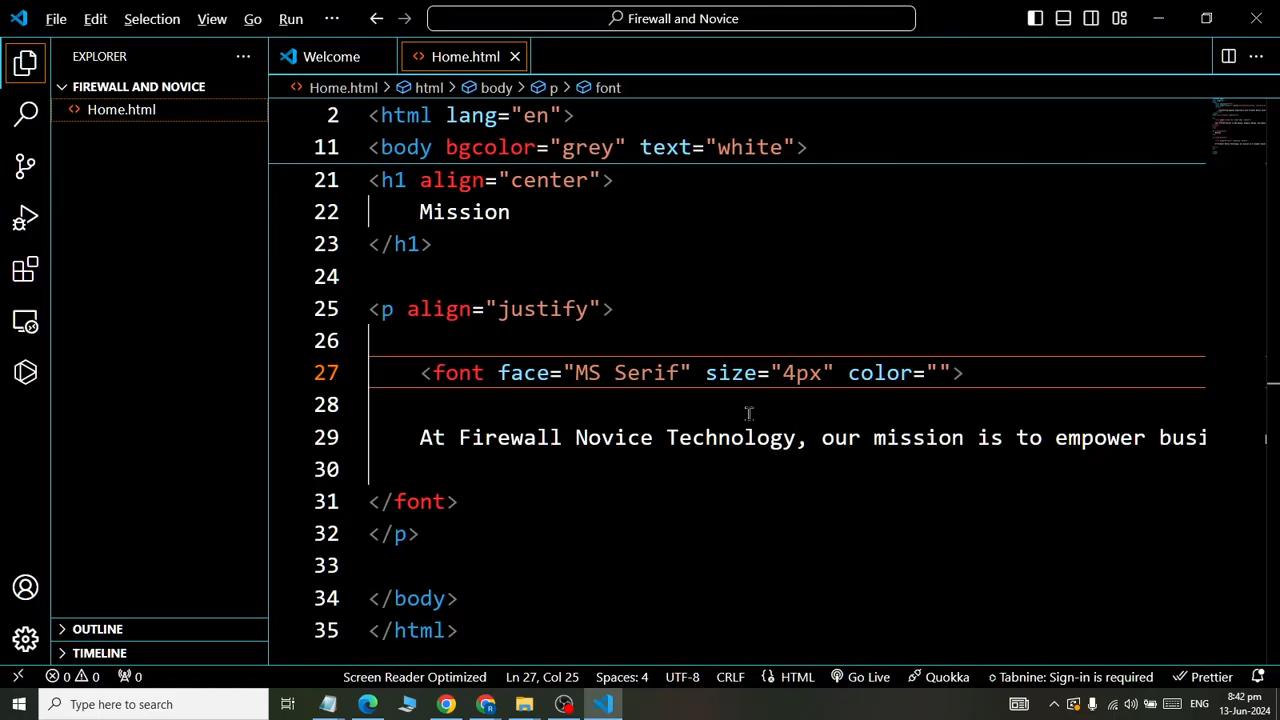 File Edit Selection View Go Run ··· Firewall and Novice
EXPLORER ···
Welcome Home.html
FIREWALL AND NOVICE
Home.html
Home.html > html > body > p > font
2 <html lang="en">
11 <body bgcolor="grey" text="white">
21 <h1 align="center">
22 Mission
23 </h1>
24
25 <p align="justify">
26
27 <font face="MS Serif" size="4px" color="">
28
29 At Firewall Novice Technology, our mission is to empower busi
30
31 </font>
32 </p>
33
34 </body>
35 </html>
OUTLINE
TIMELINE
0 0 0 Screen Reader Optimized Ln 27, Col 25 Spaces: 4 UTF-8 CRLF HTML Go Live Quokka Tabnine: Sign-in is required Prettier
Type here to search
ENG
8:42 pm
13-Jun-2024